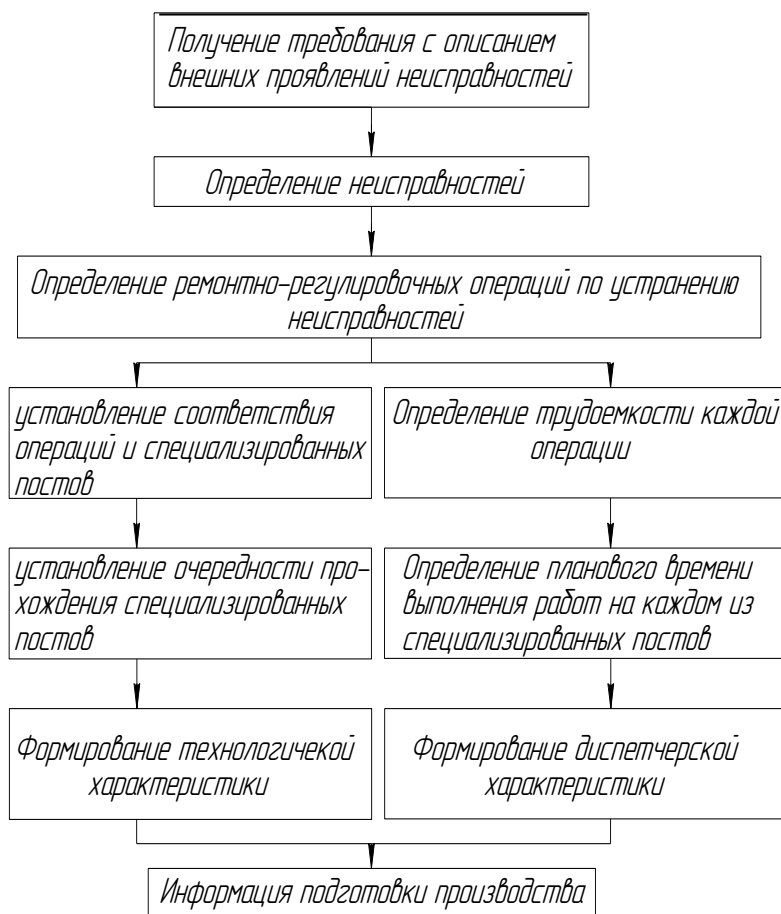 Получение требования с описанием
внешних проявлений неисправностей
Определение неисправностей
Определение ремонтно-регулировочных операций по устранению
неисправностей
установление соответствия
операций и специализированных
постов
Определение трудоемкости каждой
операции
установление очередности про-
хождения специализированных
постов
Определение планового времени
выполнения работ на каждом из
специализированных постов
Формирование технологичекой
характеристики
Формирование диспетчерской
характеристики
Информация подготовки производства